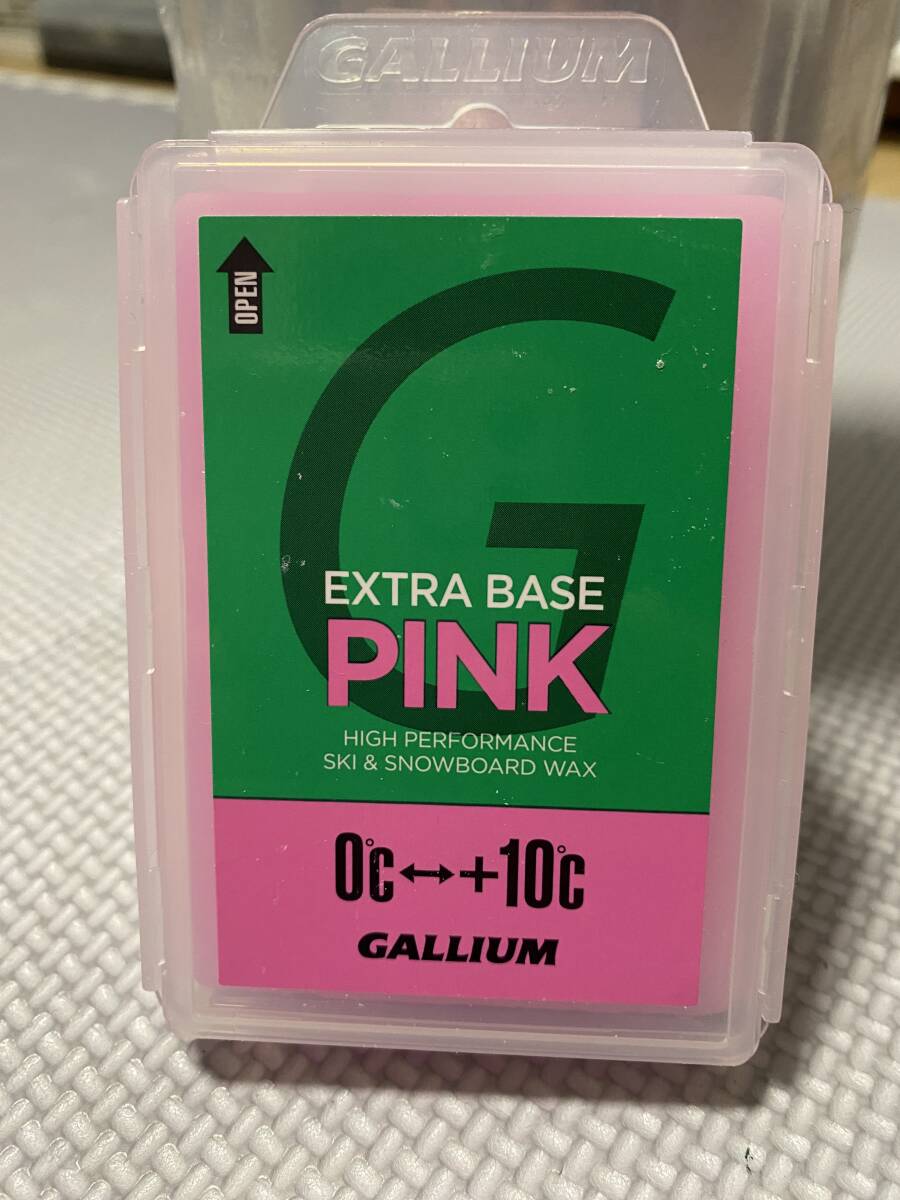 GALLIUM
OPEN
G
EXTRA BASE
PINK
HIGH PERFORMANCE
SKI & SNOWBOARD WAX
0°C↔+10°C
GALLIUM